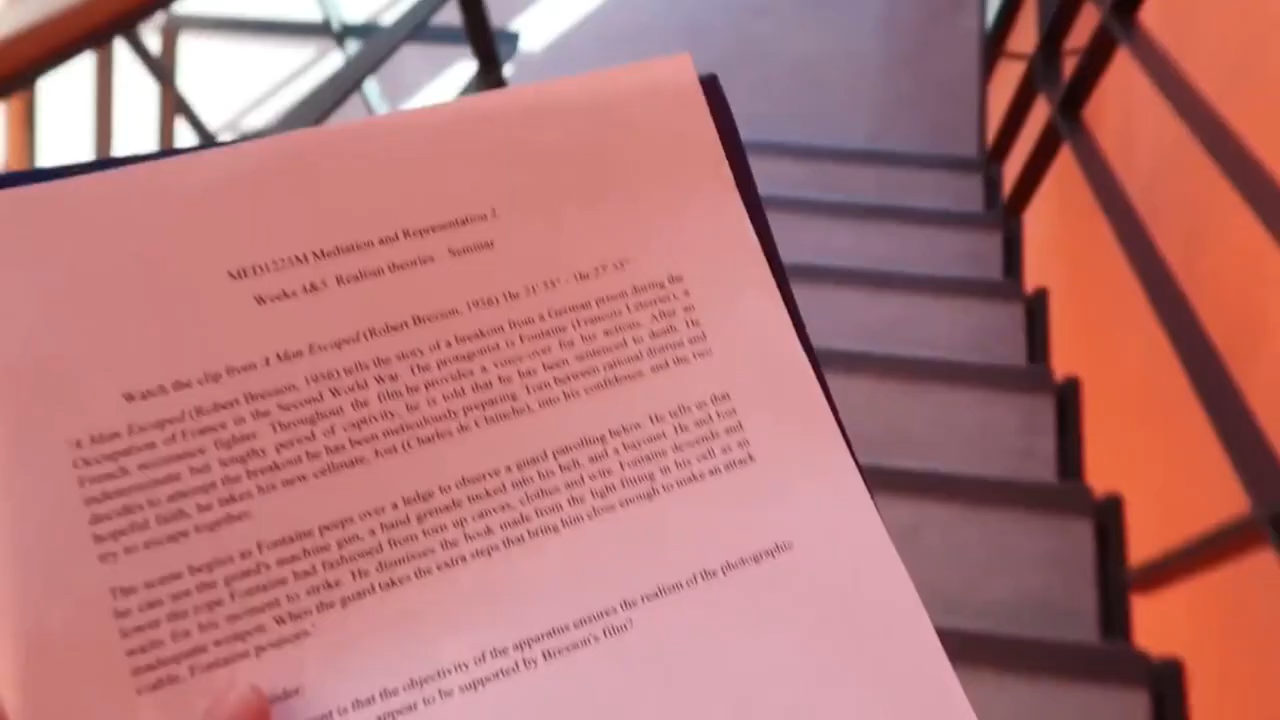 MED1223M Mediation and Representation 2
Weeks 4&5 Realism theories - Seminar
Watch the clip from A Man Escaped (Robert Bresson, 1956) 1hr 21' 55" - 1hr
'A Man Escaped (Robert Bresson, 1956) tells the story of a breakout from a German prison during the
Occupation of France in the Second World War. The protagonist is Fontaine (Francois Leterrier), a
French resistance fighter. Throughout the film he provides a voice-over for his actions. After an
indeterminate but lengthy period of captivity, he is told that he has been sentenced to death. He
decides to attempt the breakout he has been meticulously preparing. Torn between rational distrust and
hopeful faith, he takes his new cellmate, Jost (Charles de Clainche), into his confidence, and the two
try to escape together.
The scene begins as Fontaine peeps over a ledge to observe a guard patrolling below. He tells us that
he can see the guard's machine gun, a hand grenade tucked into his belt, and a bayonet. He and Jost
lower the rope Fontaine had fashioned from torn up canvas, clothes and wire. Fontaine descends and
waits for his moment to strike. He dismisses the hook made from the light fitting in his cell as an
inadequate weapon. When the guard takes the extra steps that bring him close enough to make an attack
viable, Fontaine pounces.'
is that the objectivity of the apparatus ensures the realism of the photographic
appear to be supported by Bresson's film?